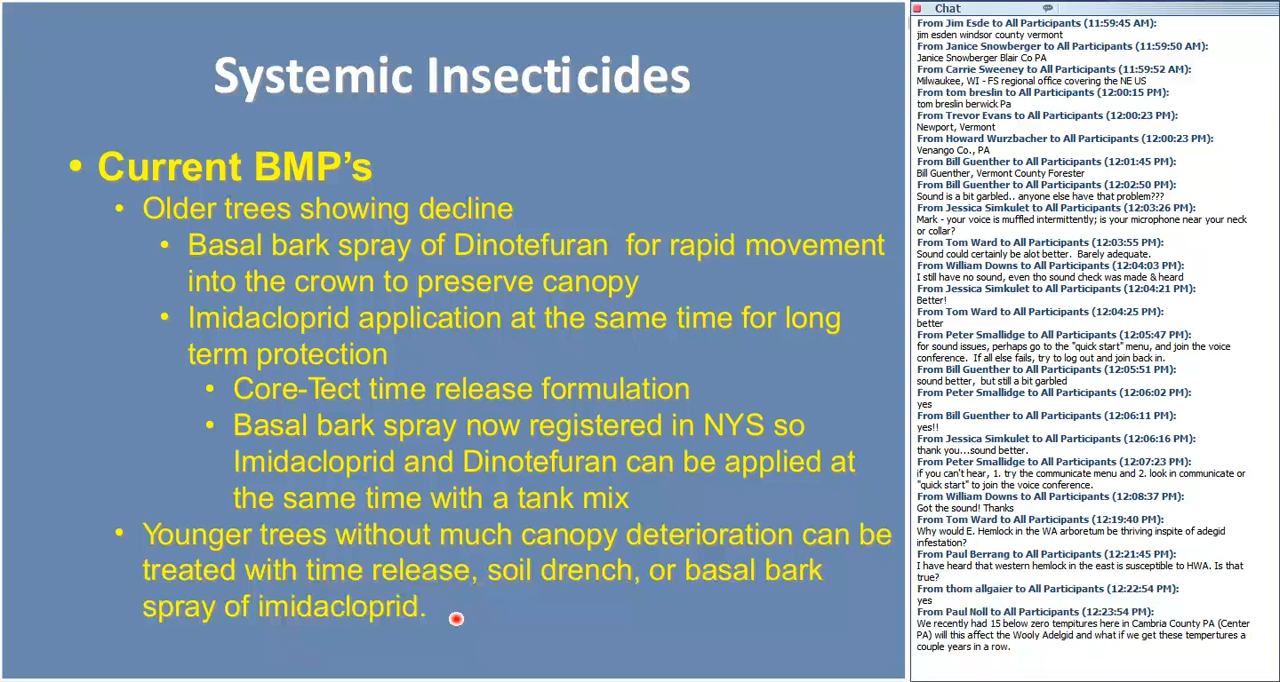 Systemic Insecticides
• Current BMP's
• Older trees showing decline
• Basal bark spray of Dinotefuran for rapid movement
into the crown to preserve canopy
• Imidacloprid application at the same time for long
term protection
• Core-Tect time release formulation
• Basal bark spray now registered in NYS so
Imidacloprid and Dinotefuran can be applied at
the same time with a tank mix
• Younger trees without much canopy deterioration can be
treated with time release, soil drench, or basal bark
spray of imidacloprid.
Chat
From Jim Esde to All Participants (11:59:45 AM):
jim esden windsor county vermont
From Janice Snowberger to All Participants (11:59:50 AM):
Janice Snowberger Blair Co PA
From Carrie Sweeney to All Participants (11:59:52 AM):
Milwaukee, WI - FS regional office covering the NE US
From tom breslin to All Participants (12:00:15 PM):
tom breslin berwick Pa
From Trevor Evans to All Participants (12:00:23 PM):
Newport, Vermont
From Howard Wurzbacher to All Participants (12:00:23 PM):
Venango Co., PA
From Bill Guenther to All Participants (12:01:45 PM):
Bill Guenther, Vermont County Forester
From Bill Guenther to All Participants (12:02:50 PM):
Sound is a bit garbled.. anyone else have that problem???
From Jessica Simkulet to All Participants (12:03:26 PM):
Mark - your voice is muffled intermittently; is your microphone near your neck
or collar?
From Tom Ward to All Participants (12:03:55 PM):
Sound could certainly be alot better. Barely adequate.
From William Downs to All Participants (12:04:03 PM):
I still have no sound, even tho sound check was made & heard
From Jessica Simkulet to All Participants (12:04:21 PM):
Better!
From Tom Ward to All Participants (12:04:25 PM):
better
From Peter Smallidge to All Participants (12:05:47 PM):
for sound issues, perhaps go to the "quick start" menu, and join the voice
conference. If all else fails, try to log out and join back in.
From Bill Guenther to All Participants (12:05:51 PM):
sound better, but still a bit garbled
From Peter Smallidge to All Participants (12:06:02 PM):
yes
From Bill Guenther to All Participants (12:06:11 PM):
yes!!
From Jessica Simkulet to All Participants (12:06:16 PM):
thank you...sound better.
From Peter Smallidge to All Participants (12:07:23 PM):
if you can't hear, 1. try the communicate menu and 2. look in communicate or
"quick start" to join the voice conference.
From William Downs to All Participants (12:08:37 PM):
Got the sound! Thanks
From Tom Ward to All Participants (12:19:40 PM):
Why would E. Hemlock in the WA arboretum be thriving inspite of adegid
infestation?
From Paul Berrang to All Participants (12:21:45 PM):
I have heard that western hemlock in the east is susceptible to HWA. Is that
true?
From thom allgaier to All Participants (12:22:54 PM):
yes
From Paul Noll to All Participants (12:23:54 PM):
We recently had 15 below zero tempitures here in Cambria County PA (Center
PA) will this affect the Wooly Adelgid and what if we get these tempertures a
couple years in a row.